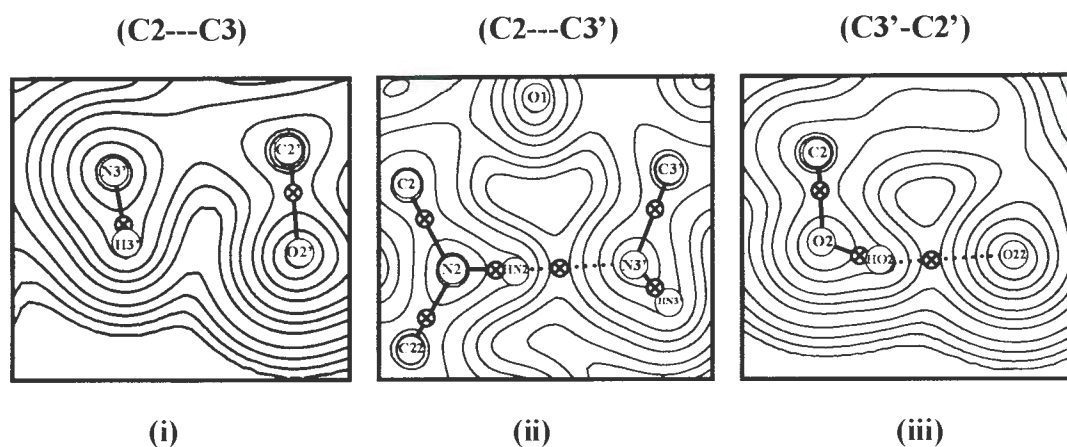 (C2---C3)
(C2---C3’)
(C3’-C2’)
N3’
H3’
C2’
O2’
O1
C2
C3’
N2
HN2
N3’
HN3
C22
C2
O2
HO2
O22
(i)
(ii)
(iii)